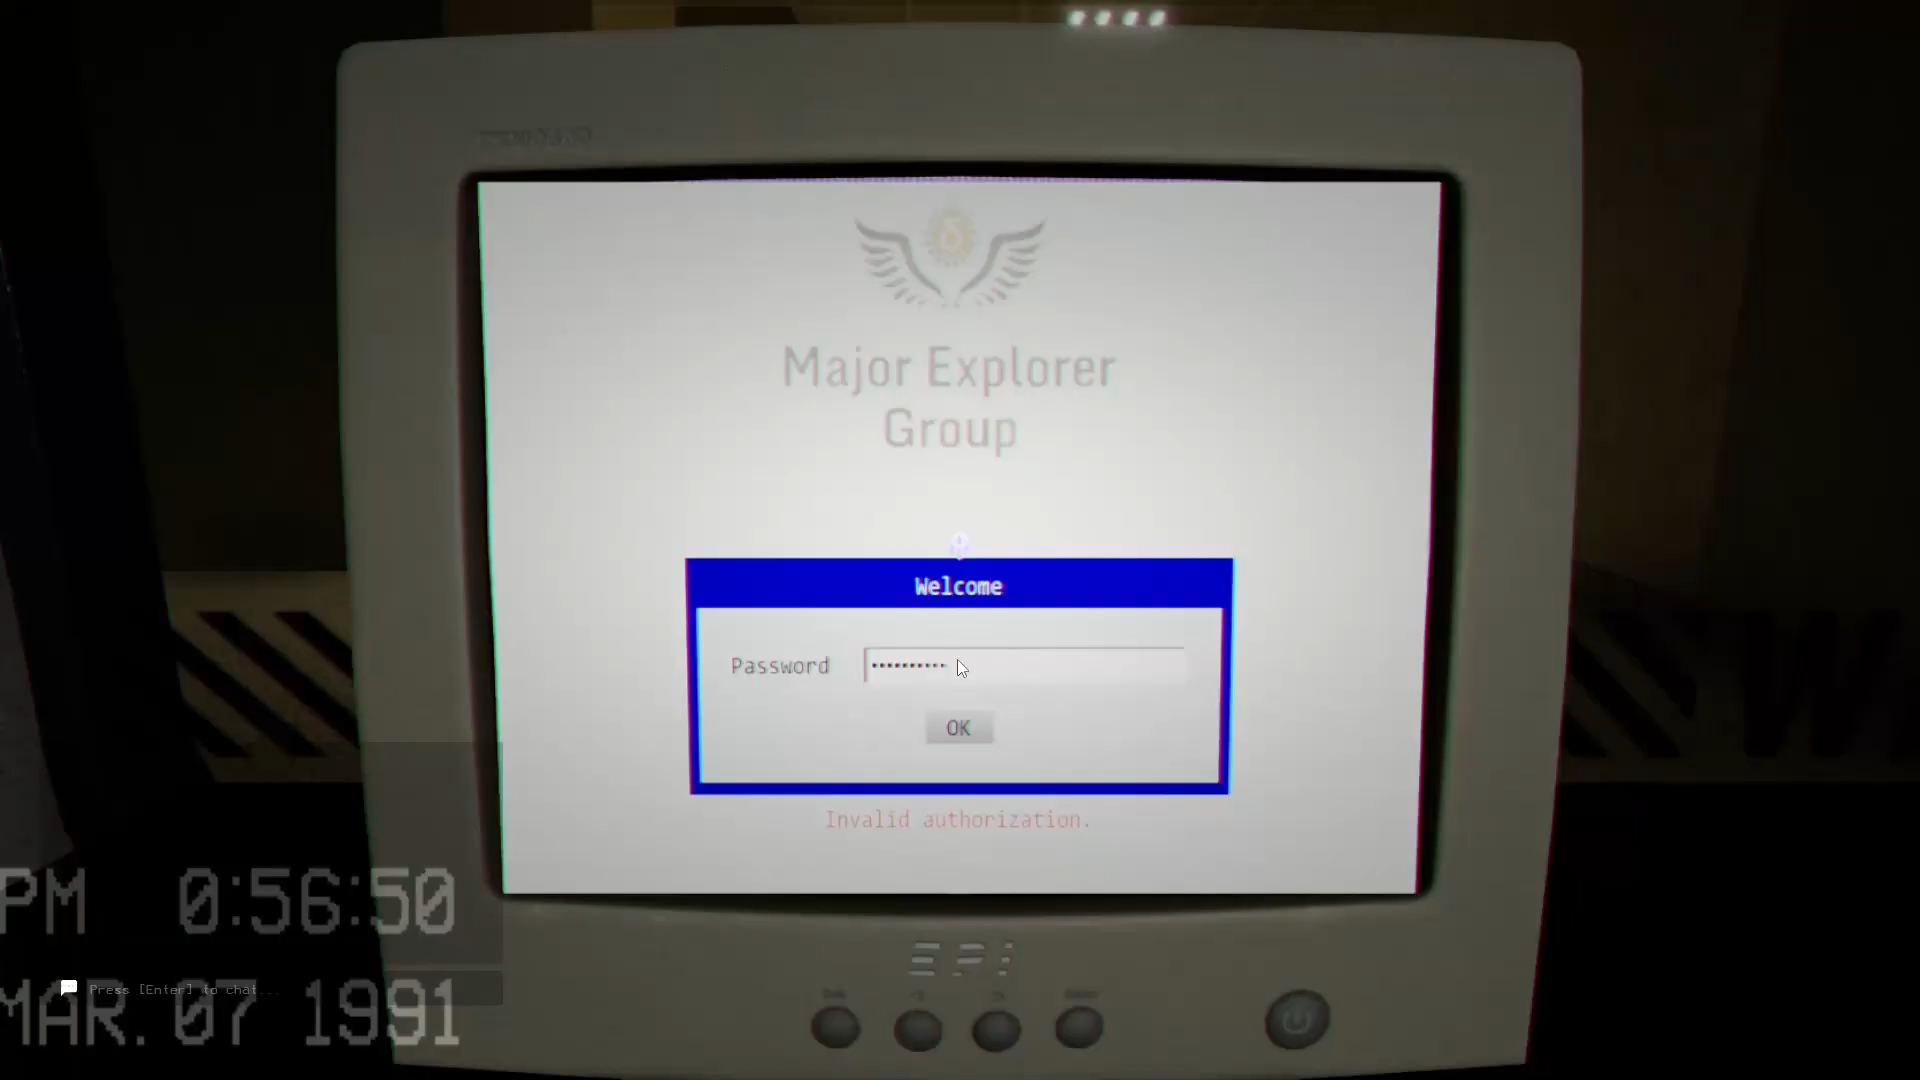 δ
Major Explorer
Group
Welcome
Password ••••••••••
OK
Invalid authorization.
PM 0:56:50
Press [Enter] to chat...
MAR. 07 1991